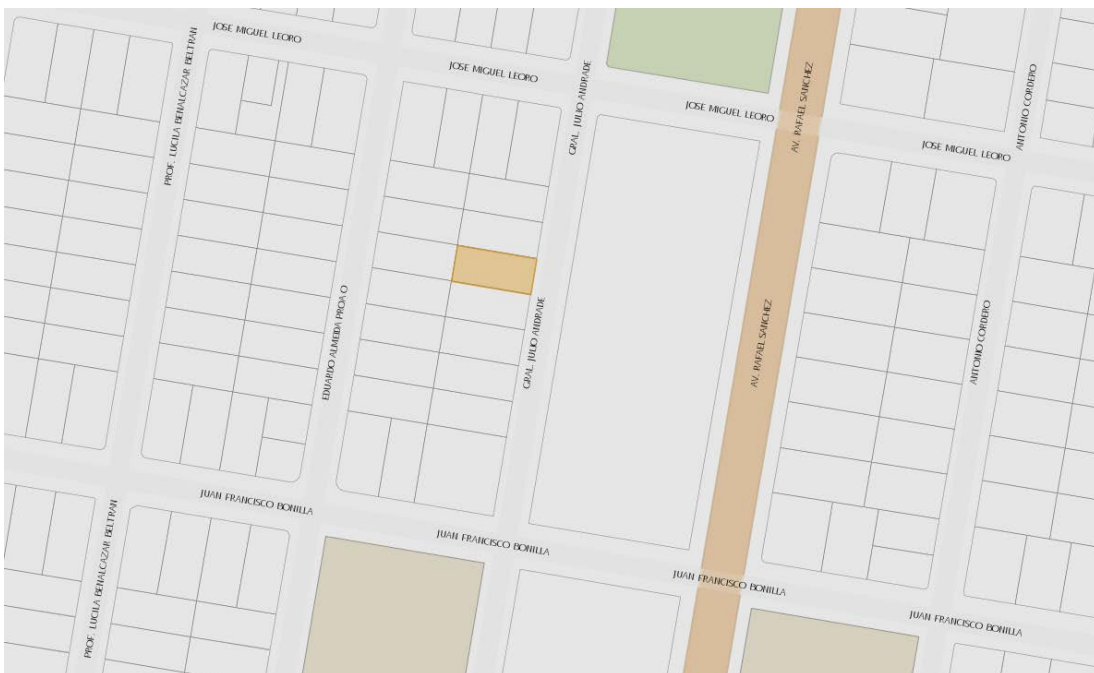 JOSE MIGUEL LEORO
JOSE MIGUEL LEORO
JOSE MIGUEL LEORO
JOSE MIGUEL LEORO
PROF. LUCILA BENALCAZAR BELTRAN
GRAL. JULIO ANDRADE
AV. RAFAEL SANCHEZ
ANTONIO CORDERO
EDUARDO ALMEIDA PROA O
GRAL. JULIO ANDRADE
AV. RAFAEL SANCHEZ
ANTONIO CORDERO
JUAN FRANCISCO BONILLA
JUAN FRANCISCO BONILLA
JUAN FRANCISCO BONILLA
JUAN FRANCISCO BONILLA
PROF. LUCILA BENALCAZAR BELTRAN